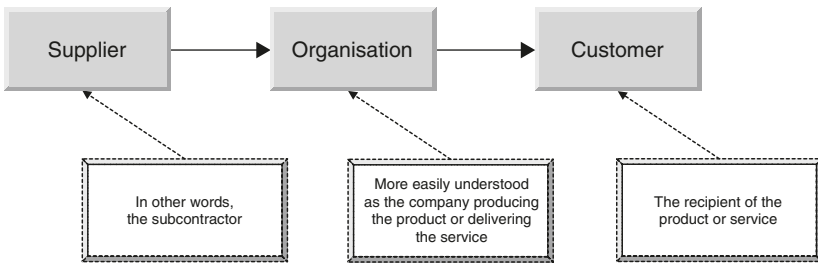 Supplier
Organisation
Customer
In other words,
the subcontractor
More easily understood
as the company producing
the product or delivering
the service
The recipient of the
product or service